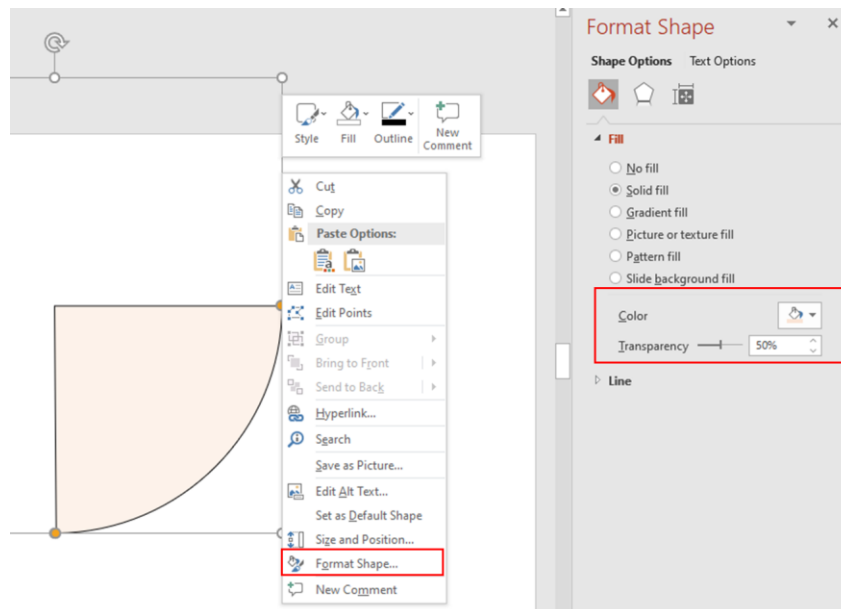 Style Fill Outline New Comment
Cut
Copy
Paste Options:
Edit Text
Edit Points
Group
Bring to Front
Send to Back
Hyperlink...
Search
Save as Picture...
Edit Alt Text...
Set as Default Shape
Size and Position...
Format Shape...
New Comment
Format Shape
Shape Options Text Options
Fill
No fill
Solid fill
Gradient fill
Picture or texture fill
Pattern fill
Slide background fill
Color
Transparency 50%
Line